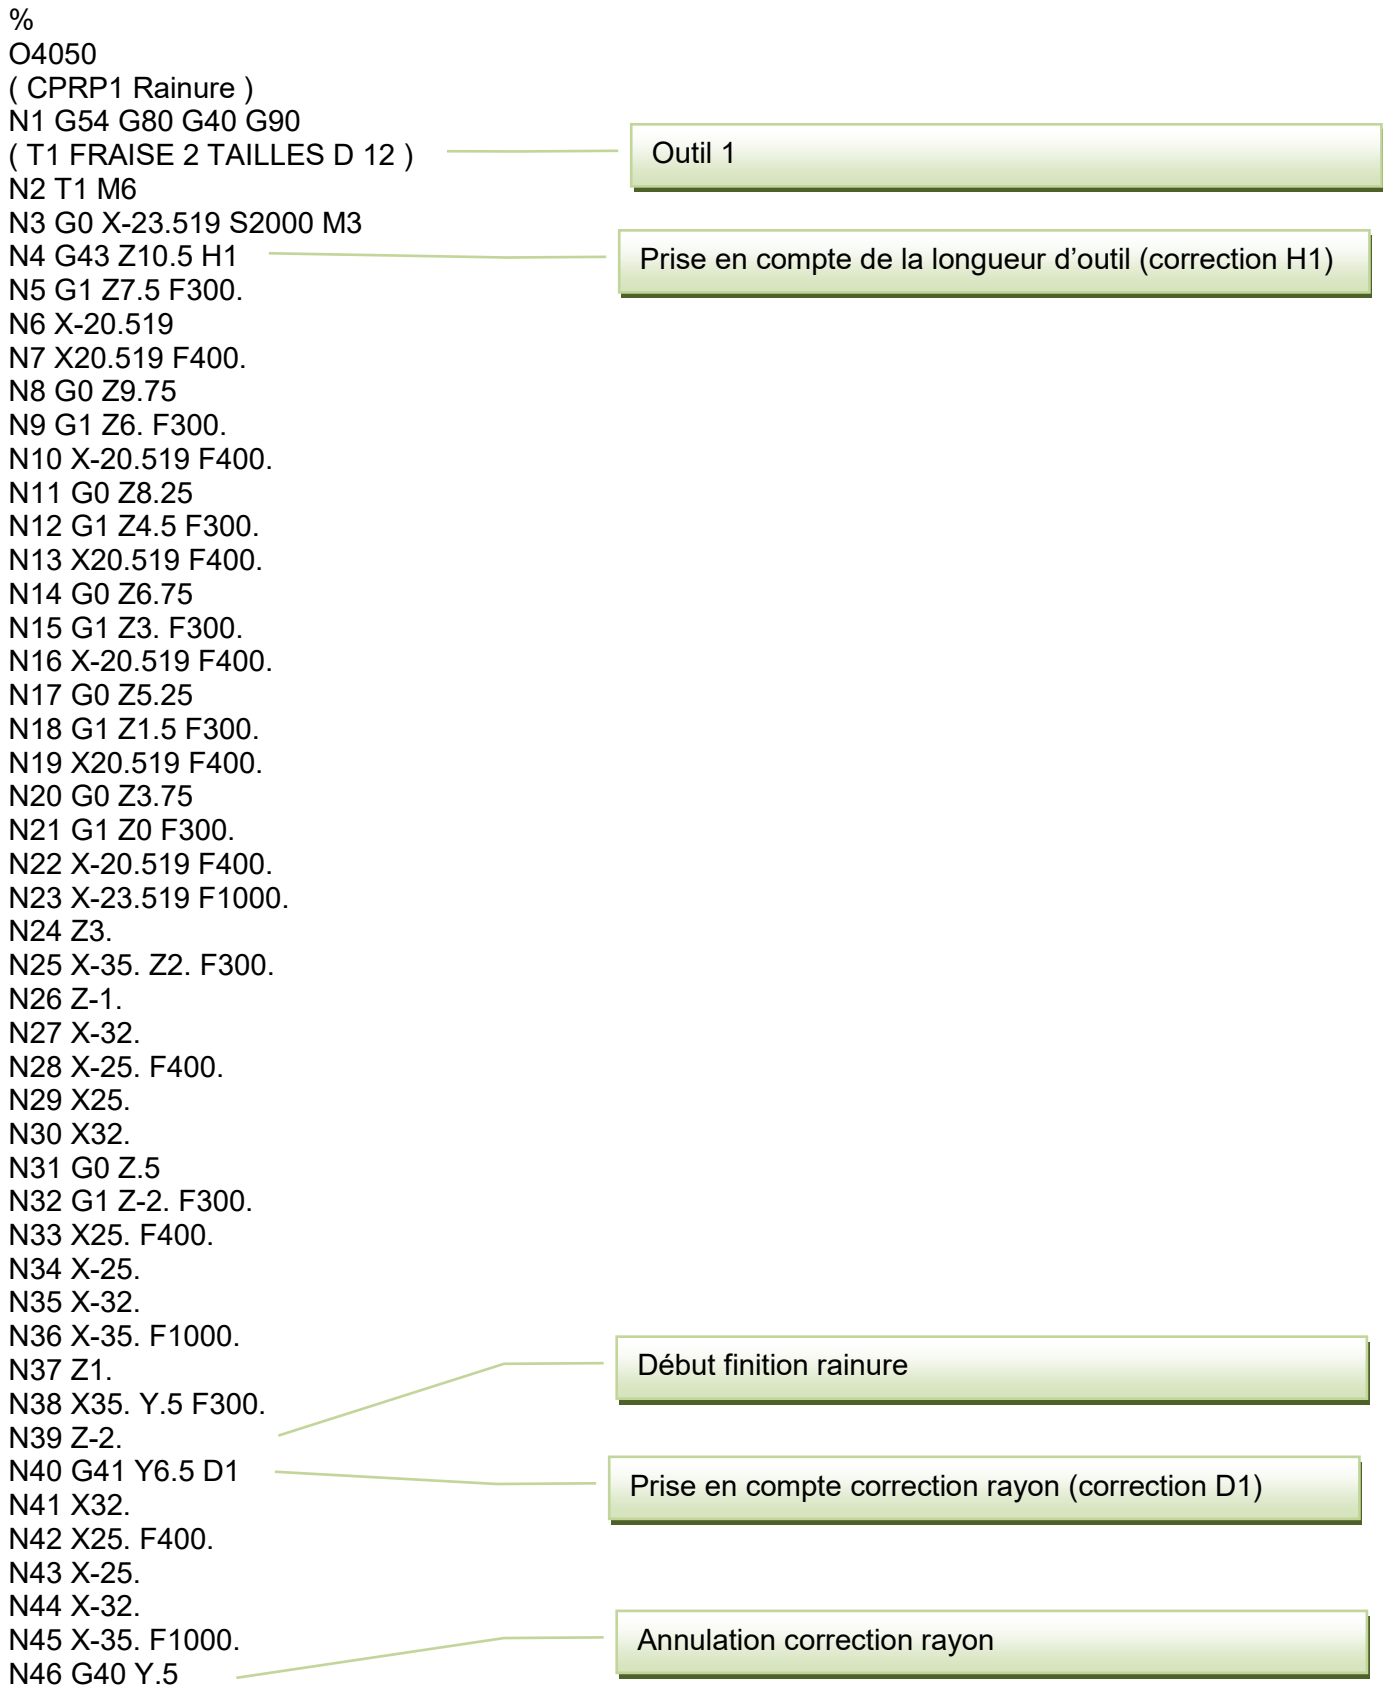 %
O4050
( CPRP1 Rainure )
N1 G54 G80 G40 G90
( T1 FRAISE 2 TAILLES D 12 )
Outil 1
N2 T1 M6
N3 G0 X-23.519 S2000 M3
N4 G43 Z10.5 H1
Prise en compte de la longueur d’outil (correction H1)
N5 G1 Z7.5 F300.
N6 X-20.519
N7 X20.519 F400.
N8 G0 Z9.75
N9 G1 Z6. F300.
N10 X-20.519 F400.
N11 G0 Z8.25
N12 G1 Z4.5 F300.
N13 X20.519 F400.
N14 G0 Z6.75
N15 G1 Z3. F300.
N16 X-20.519 F400.
N17 G0 Z5.25
N18 G1 Z1.5 F300.
N19 X20.519 F400.
N20 G0 Z3.75
N21 G1 Z0 F300.
N22 X-20.519 F400.
N23 X-23.519 F1000.
N24 Z3.
N25 X-35. Z2. F300.
N26 Z-1.
N27 X-32.
N28 X-25. F400.
N29 X25.
N30 X32.
N31 G0 Z.5
N32 G1 Z-2. F300.
N33 X25. F400.
N34 X-25.
N35 X-32.
N36 X-35. F1000.
N37 Z1.
Début finition rainure
N38 X35. Y.5 F300.
N39 Z-2.
N40 G41 Y6.5 D1
Prise en compte correction rayon (correction D1)
N41 X32.
N42 X25. F400.
N43 X-25.
N44 X-32.
N45 X-35. F1000.
Annulation correction rayon
N46 G40 Y.5